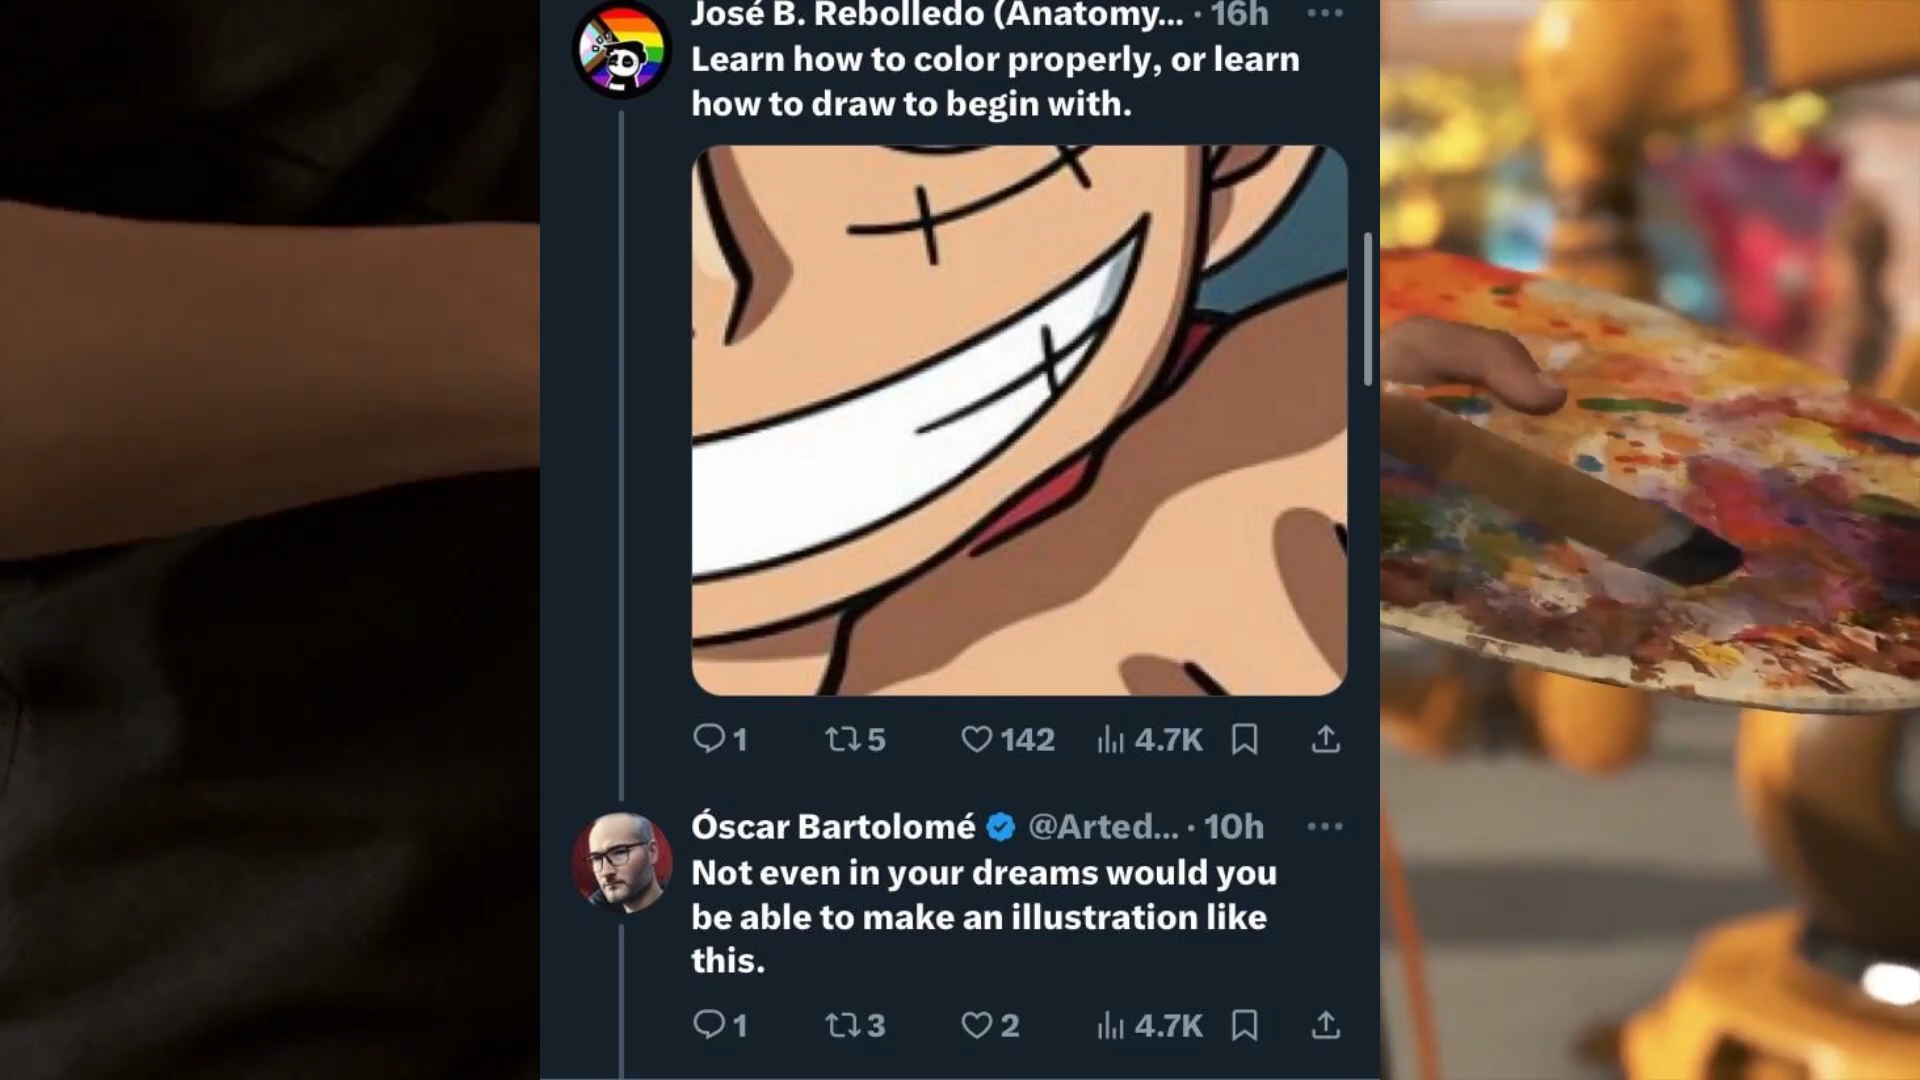 José B. Rebolledo (Anatomy... · 16h
Learn how to color properly, or learn
how to draw to begin with.
1 5 142 4.7K
Óscar Bartolomé @Arted... · 10h
Not even in your dreams would you
be able to make an illustration like
this.
1 3 2 4.7K